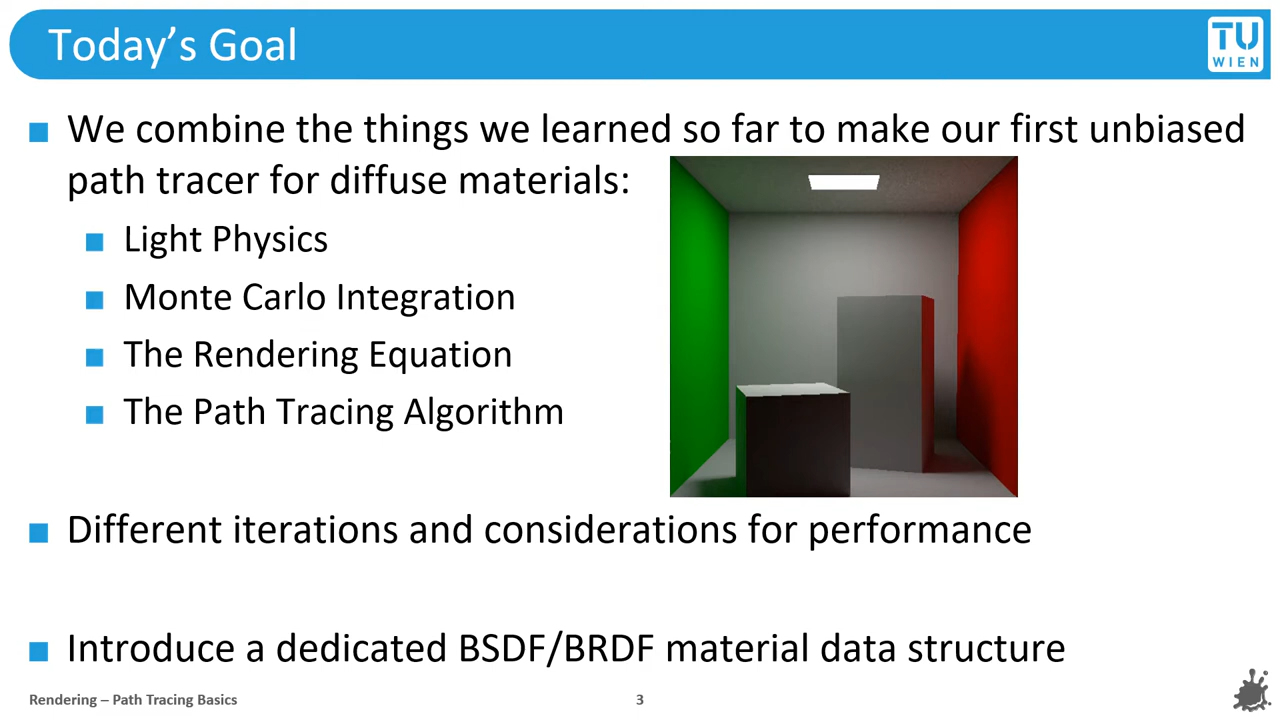 Today's Goal
TU
WIEN
We combine the things we learned so far to make our first unbiased
path tracer for diffuse materials:
Light Physics
Monte Carlo Integration
The Rendering Equation
The Path Tracing Algorithm
Different iterations and considerations for performance
Introduce a dedicated BSDF/BRDF material data structure
Rendering – Path Tracing Basics
3